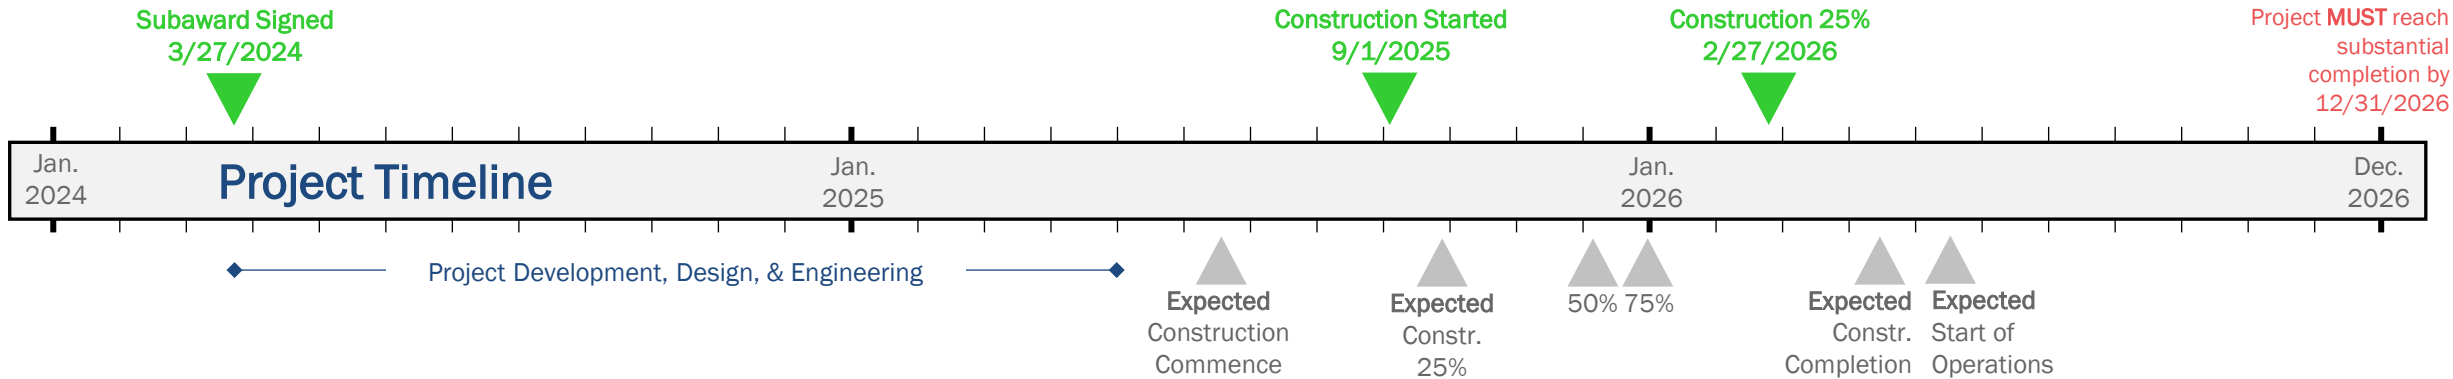 Subaward Signed
3/27/2024
Construction Started
9/1/2025
Construction 25%
2/27/2026
Project MUST reach
substantial
completion by
12/31/2026
Jan.
2024
Project Timeline
Jan.
2025
Jan.
2026
Dec.
2026
Project Development, Design, & Engineering
Expected
Construction
Commence
Expected
Constr.
25%
50% 75%
Expected
Constr.
Completion
Expected
Start of
Operations